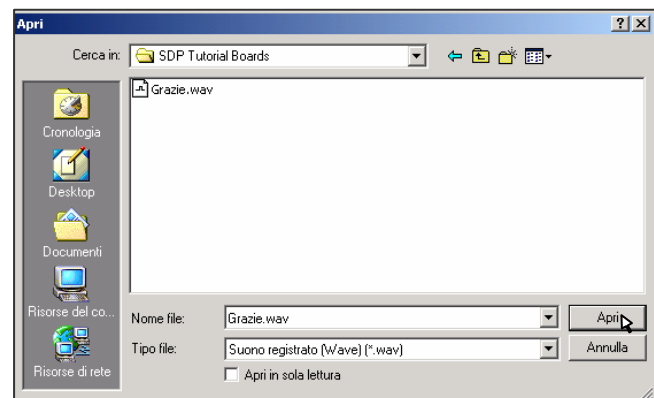 Apri
Cerca in: SDP Tutorial Boards
Grazie.wav
Cronologia
Desktop
Documenti
Risorse del co...
Risorse di rete
Nome file: Grazie.wav Apri
Tipo file: Suono registrato (Wave) (*.wav) Annulla
Apri in sola lettura